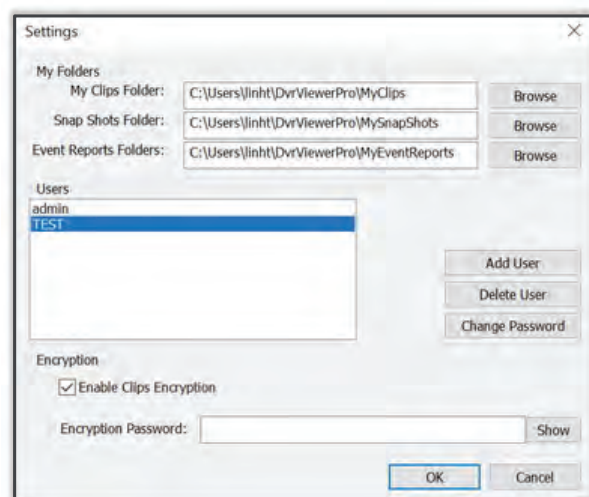 Settings
My Folders
My Clips Folder: C:\Users\linht\DvrViewerPro\MyClips Browse
Snap Shots Folder: C:\Users\linht\DvrViewerPro\MySnapShots Browse
Event Reports Folders: C:\Users\linht\DvrViewerPro\MyEventReports Browse
Users
admin
TEST
Add User
Delete User
Change Password
Encryption
Enable Clips Encryption
Encryption Password: Show
OK Cancel